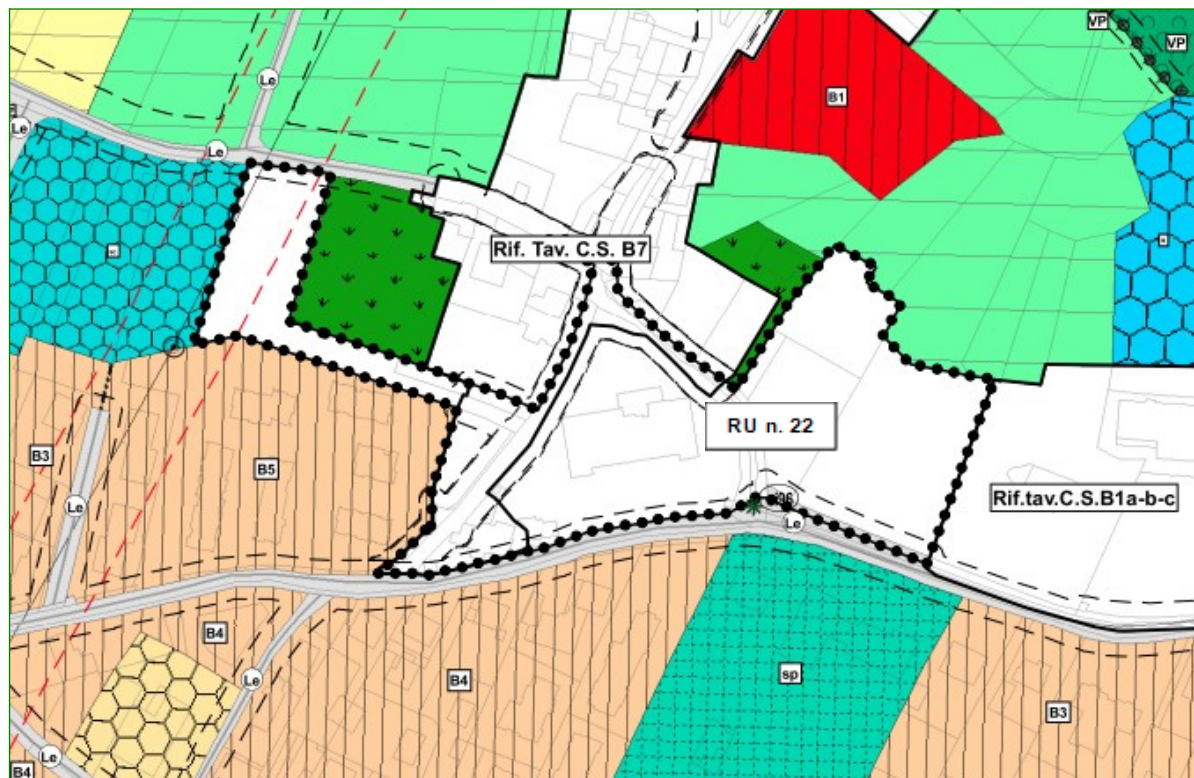 VP
VP
Le
B1
Le
Le
Rif. Tav. C.S. B7
RU n. 22
B3
B5
Rif.tav.C.S.B1a-b-c
Le
Le
B4
B4
sp
Le
B3
Le
B4